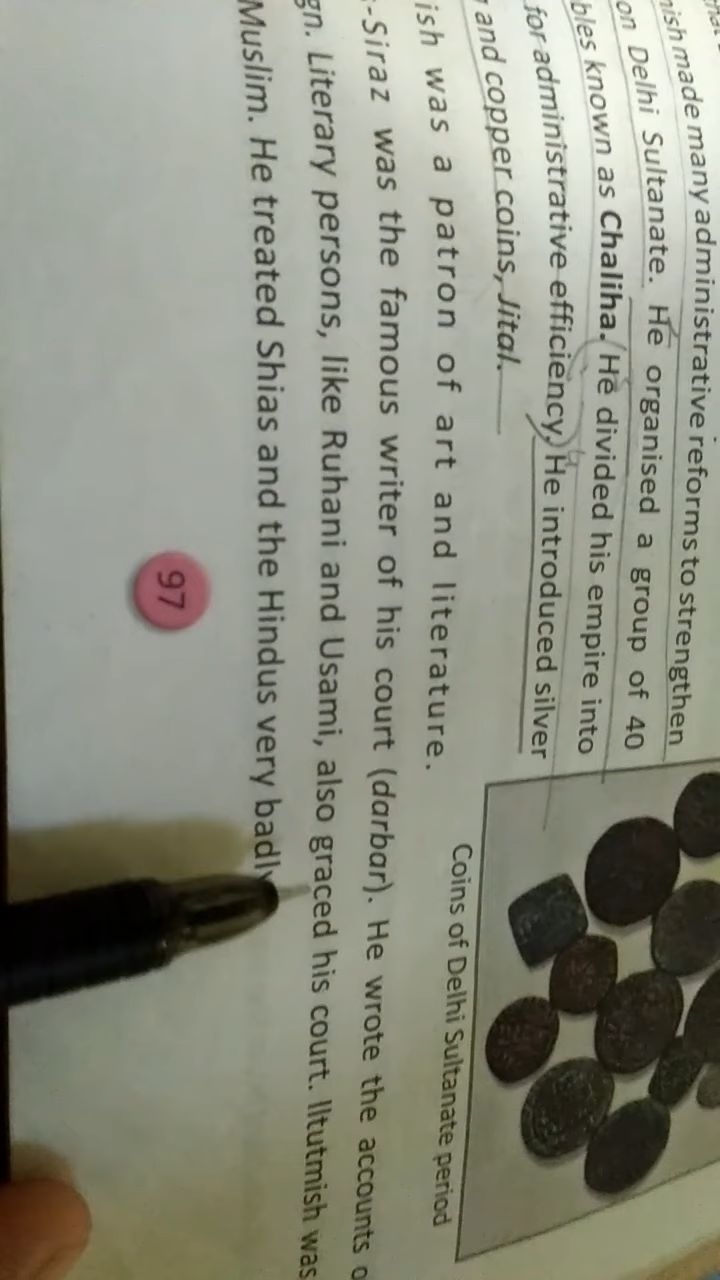 nish made many administrative reforms to strengthen
on Delhi Sultanate. He organised a group of 40
bles known as Chaliha. He divided his empire into
for administrative efficiency. He introduced silver
and copper coins, Jital.
ish was a patron of art and literature.
-Siraz was the famous writer of his court (darbar). He wrote the accounts o
gn. Literary persons, like Ruhani and Usami, also graced his court. Iltutmish was
Muslim. He treated Shias and the Hindus very badly
Coins of Delhi Sultanate period
97